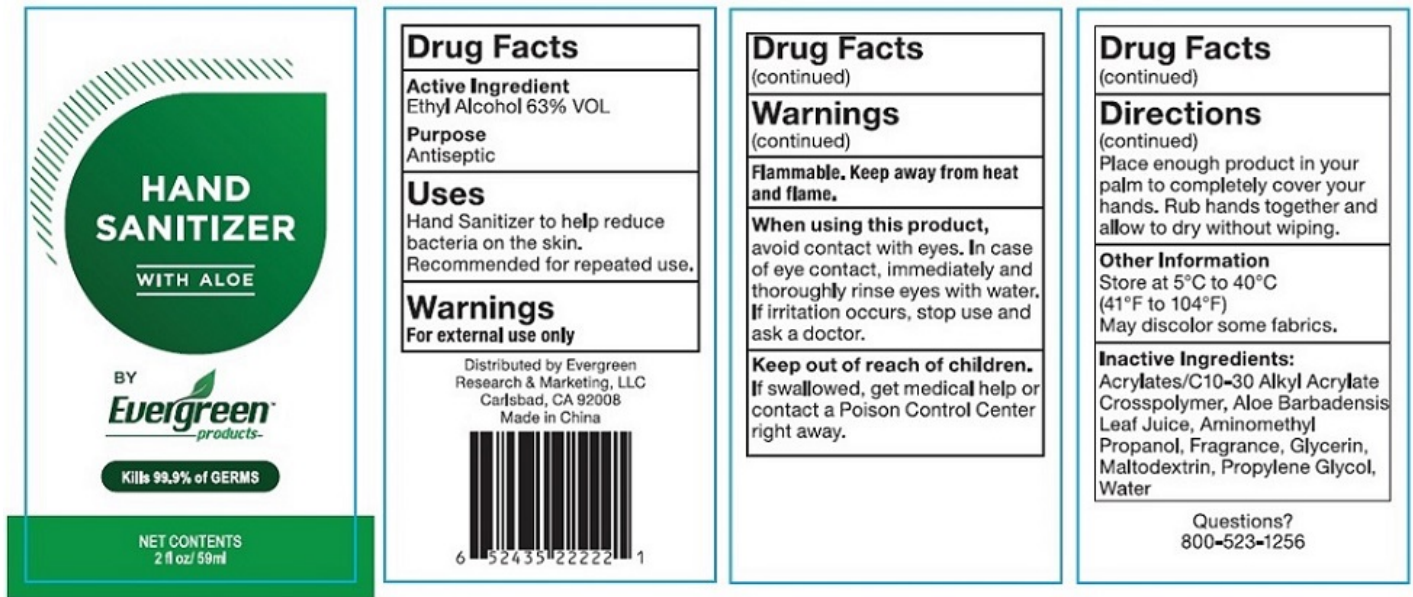 HAND
SANITIZER
WITH ALOE
BY
Evergreen™
products
Kills 99.9% of GERMS
NET CONTENTS
2 fl oz/ 59ml
Drug Facts
Active Ingredient
Ethyl Alcohol 63% VOL
Purpose
Antiseptic
Uses
Hand Sanitizer to help reduce
bacteria on the skin.
Recommended for repeated use.
Warnings
For external use only
Distributed by Evergreen
Research & Marketing, LLC
Carlsbad, CA 92008
Made in China
6 52435 22222 1
Drug Facts
(continued)
Warnings
(continued)
Flammable. Keep away from heat
and flame.
When using this product,
avoid contact with eyes. In case
of eye contact, immediately and
thoroughly rinse eyes with water.
If irritation occurs, stop use and
ask a doctor.
Keep out of reach of children.
If swallowed, get medical help or
contact a Poison Control Center
right away.
Drug Facts
(continued)
Directions
(continued)
Place enough product in your
palm to completely cover your
hands. Rub hands together and
allow to dry without wiping.
Other Information
Store at 5°C to 40°C
(41°F to 104°F)
May discolor some fabrics.
Inactive Ingredients:
Acrylates/C10-30 Alkyl Acrylate
Crosspolymer, Aloe Barbadensis
Leaf Juice, Aminomethyl
Propanol, Fragrance, Glycerin,
Maltodextrin, Propylene Glycol,
Water
Questions?
800-523-1256